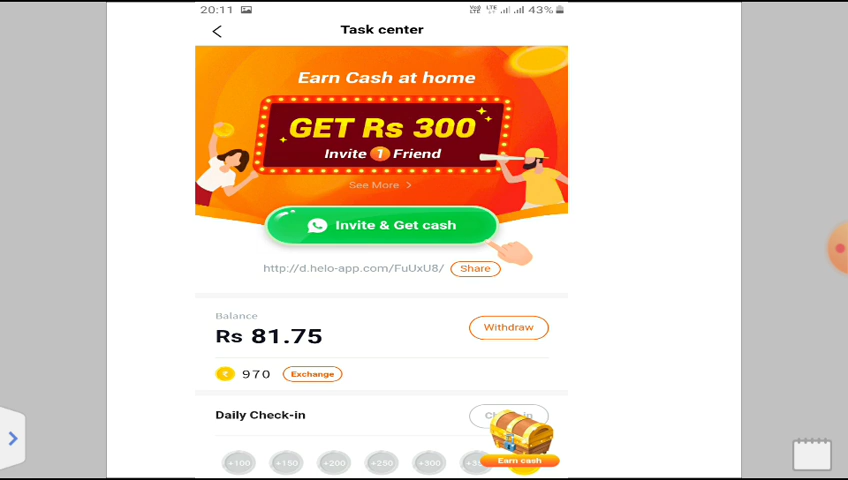 20:11 43%
Task center
Earn Cash at home
GET Rs 300
Invite 1 Friend
See More >
Invite & Get cash
http://d.helo-app.com/FuUxU8/ Share
Balance
Rs 81.75
Withdraw
970 Exchange
Daily Check-in
+100 +150 +200 +250 +300
Earn cash